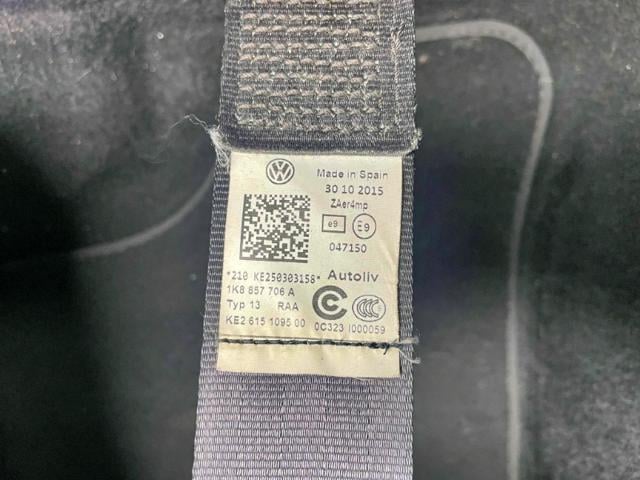 Made in Spain
30 10 2015
ZAer4mp
e9 E9
047150
*210 KE250303158* Autoliv
1K8 857 706 A
Typ 13 RAA
KE2 615 1095 00 0C323 I000059